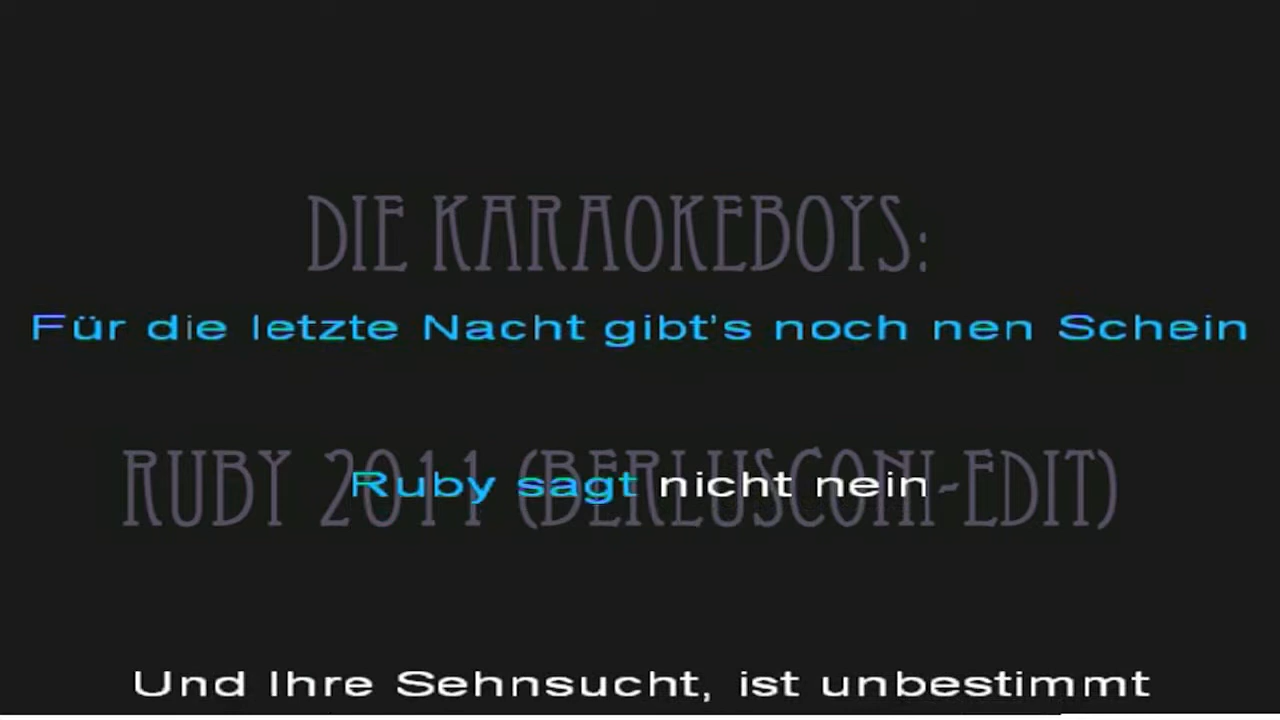 DIE KARAOKEBOYS:
Für die letzte Nacht gibt's noch nen Schein
RUBY 2011 (BERLUSCONI-EDIT)
Ruby sagt nicht nein
Und Ihre Sehnsucht, ist unbestimmt